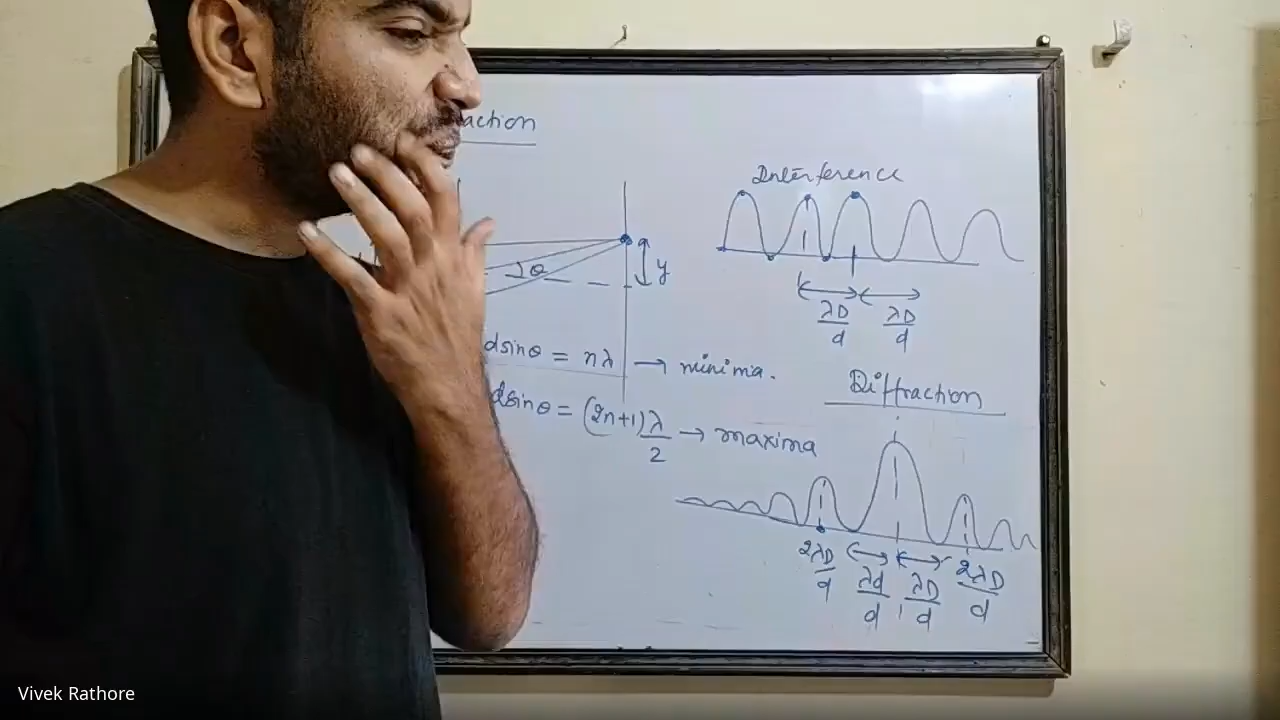 action
Interference
θ
y
λD/d λD/d
dsinθ = nλ → minima.
dsinθ = (2n+1)λ/2 → maxima
Diffraction
2λD/d λd/d λD/d 2λD/d
Vivek Rathore